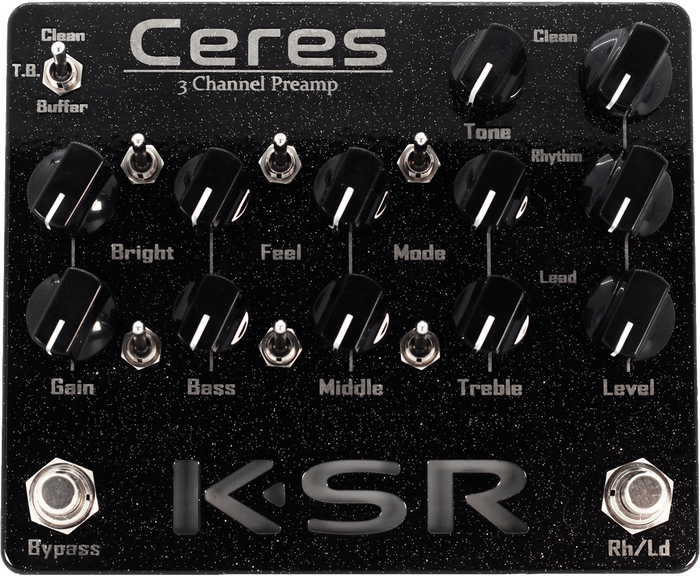 Clean
T.B.
Buffer
Ceres
3 Channel Preamp
Tone
Clean
Rhythm
Bright
Feel
Mode
Lead
Gain
Bass
Middle
Treble
Level
KSR
Bypass
Rh/Ld